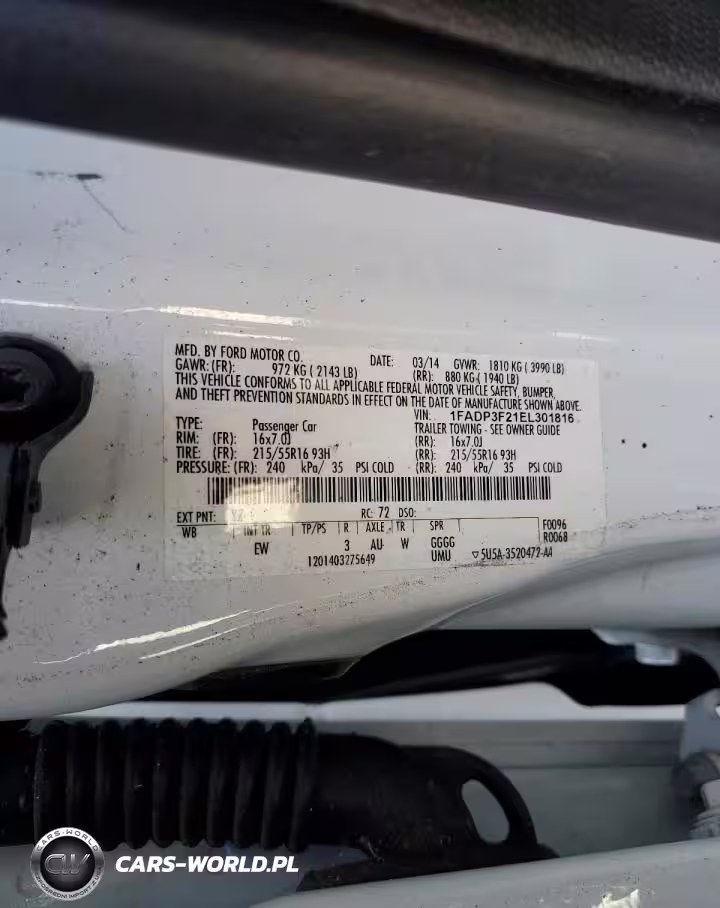 MFD. BY FORD MOTOR CO. DATE: 03/14 GVWR: 1810 KG ( 3990 LB)
GAWR: (FR): 972 KG ( 2143 LB) (RR): 880 KG ( 1940 LB)
THIS VEHICLE CONFORMS TO ALL APPLICABLE FEDERAL MOTOR VEHICLE SAFETY, BUMPER,
AND THEFT PREVENTION STANDARDS IN EFFECT ON THE DATE OF MANUFACTURE SHOWN ABOVE.
VIN: 1FADP3F21EL301816
TYPE: Passenger Car TRAILER TOWING - SEE OWNER GUIDE
RIM: (FR): 16x7.0J (RR): 16x7.0J
TIRE: (FR): 215/55R16 93H (RR): 215/55R16 93H
PRESSURE: (FR): 240 kPa/ 35 PSI COLD (RR): 240 kPa/ 35 PSI COLD
EXT PNT: YZ RC: 72 DSO:
WB INT TR TP/PS R AXLE TR SPR F0096
EW 3 AU W GGGG R0068
1201403275649 UMU ▽5U5A-3520472-AA
CARS-WORLD
CW
CARS-WORLD.PL